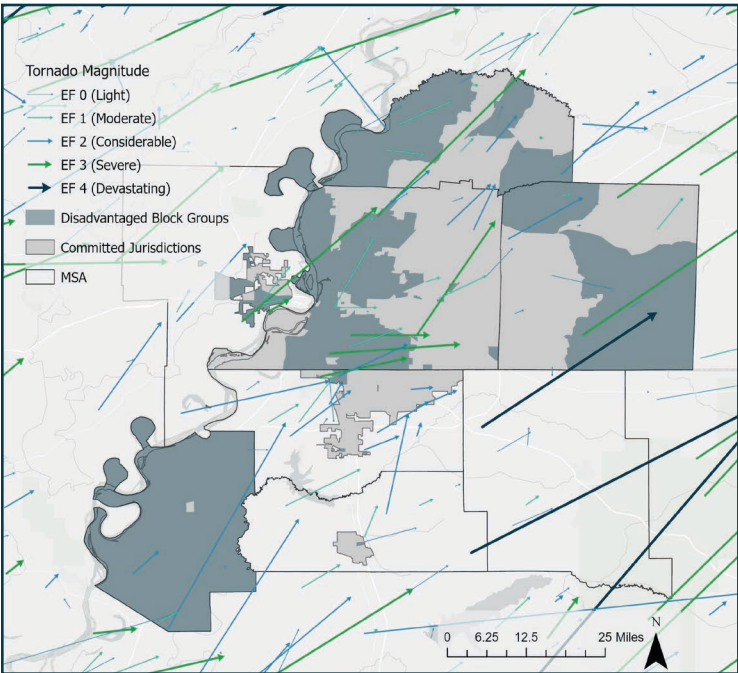 Tornado Magnitude
EF 0 (Light)
EF 1 (Moderate)
EF 2 (Considerable)
EF 3 (Severe)
EF 4 (Devastating)
Disadvantaged Block Groups
Committed Jurisdictions
MSA
N
0 6.25 12.5 25 Miles